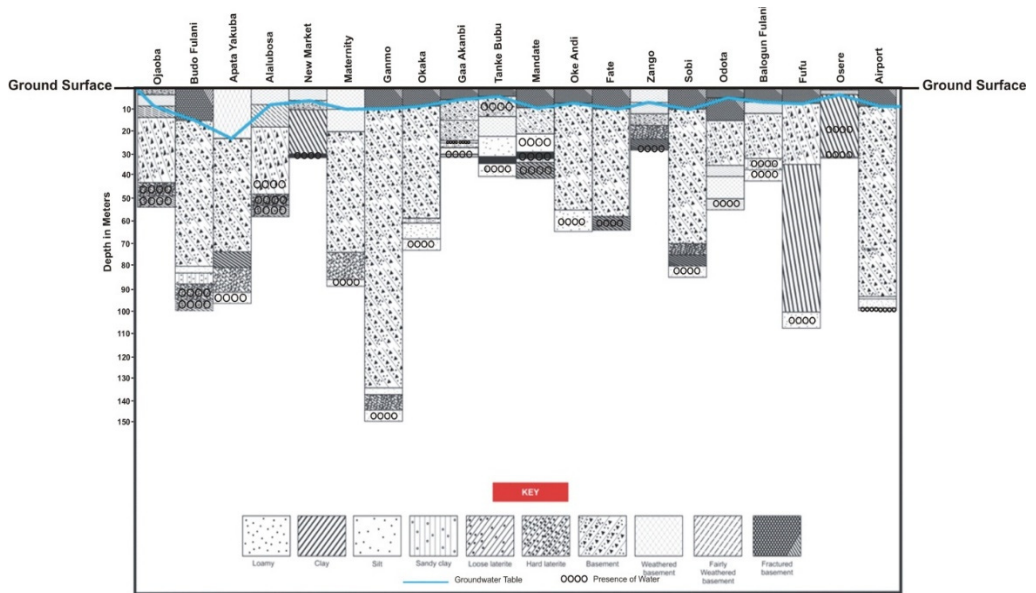 Ojaoba
Budo Fulani
Apata Yakuba
Alalubosa
New Market
Maternity
Ganmo
Okaka
Gaa Akanbi
Tanke Bubu
Mandate
Oke Andi
Fate
Zango
Sobi
Odota
Balogun Fulani
Fufu
Osere
Airport
Ground Surface
Ground Surface
Depth in Meters
10
20
30
40
50
60
70
80
90
100
110
120
130
140
150
KEY
Loamy
Clay
Silt
Sandy clay
Loose laterite
Hard laterite
Basement
Weathered
basement
Fairly
Weathered
basement
Fractured
basement
Groundwater Table
Presence of Water